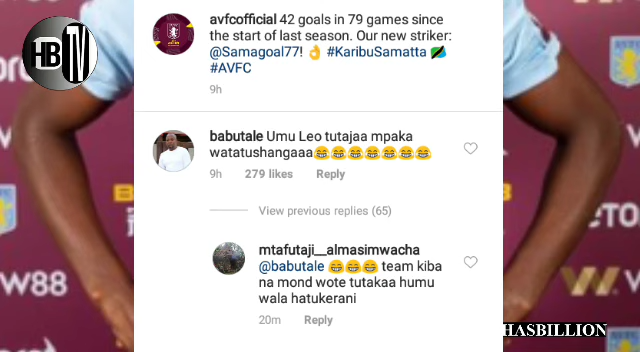 HB TV
avfcofficial 42 goals in 79 games since
the start of last season. Our new striker:
@Samagoal77! 👌 #KaribuSamatta 🇹🇿
#AVFC
9h
babutale Umu Leo tutajaa mpaka
watatushangaaa😂😂😂😂😂😂😂
9h 279 likes Reply
View previous replies (65)
mtafutaji__almasimwacha
@babutale 😂😂😂 team kiba
na mond wote tutakaa humu
wala hatukerani
20m Reply
W88
W
HASBILLION